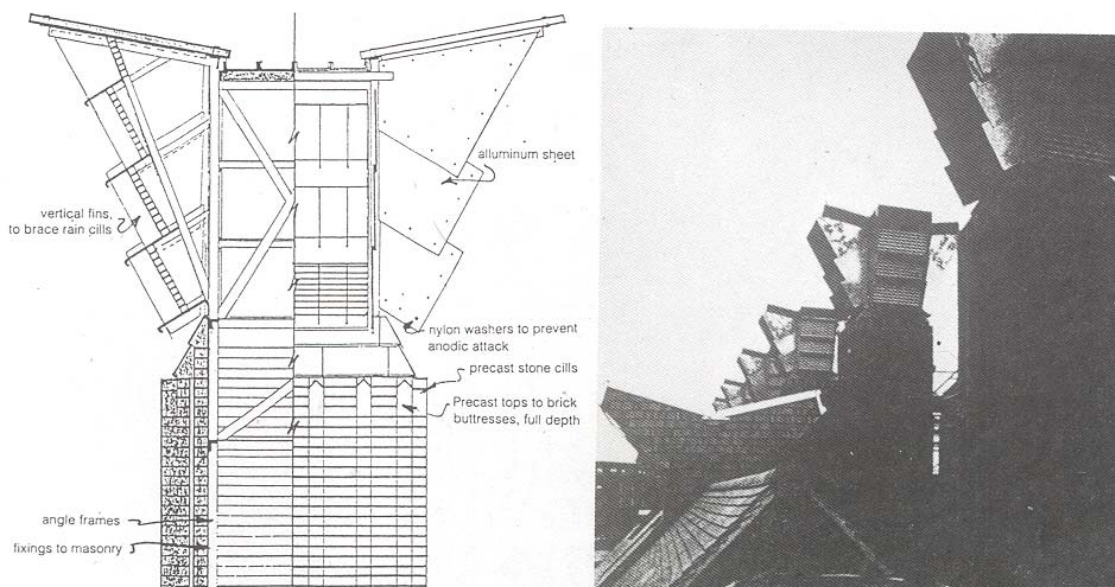 alluminum sheet
vertical fins,
to brace rain cills
nylon washers to prevent
anodic attack
precast stone cills
Precast tops to brick
buttresses, full depth
angle frames
fixings to masonry